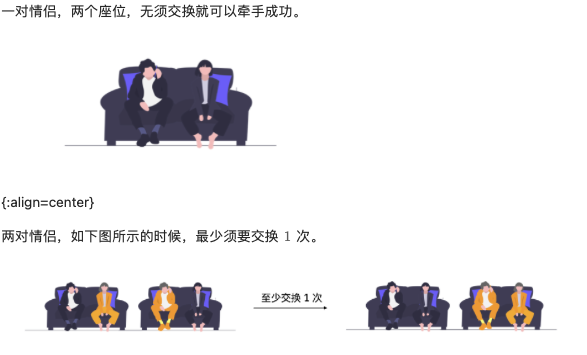 一对情侣，两个座位，无须交换就可以牵手成功。
{:align=center}
两对情侣，如下图所示的时候，最少须要交换 1 次。
至少交换 1 次